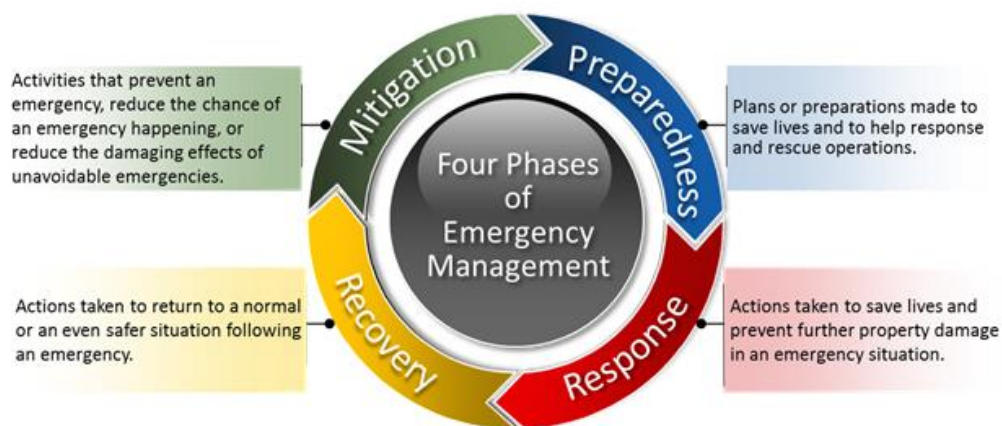 Mitigation
Preparedness
Activities that prevent an
emergency, reduce the chance of
an emergency happening, or
reduce the damaging effects of
unavoidable emergencies.
Plans or preparations made to
save lives and to help response
and rescue operations.
Four Phases
of
Emergency
Management
Recovery
Response
Actions taken to return to a normal
or an even safer situation following
an emergency.
Actions taken to save lives and
prevent further property damage
in an emergency situation.